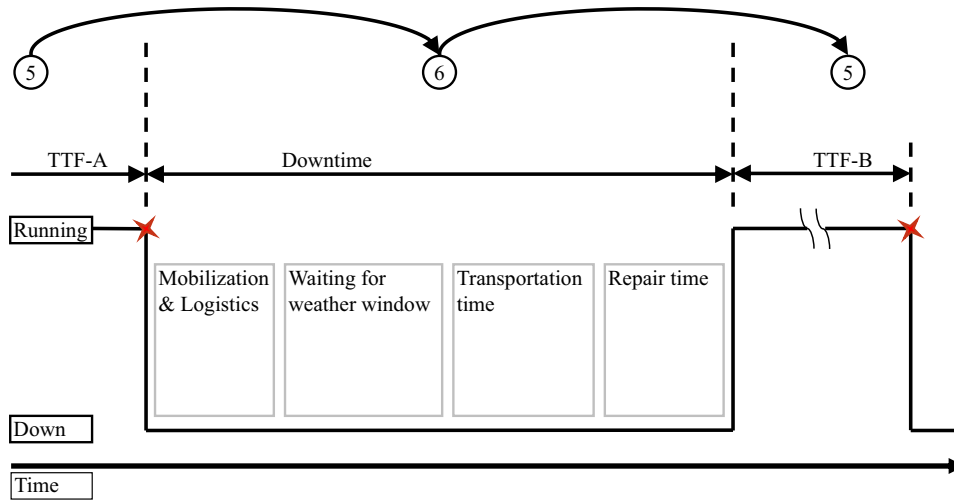 5
6
5
TTF-A
Downtime
TTF-B
Running
Mobilization
& Logistics
Waiting for
weather window
Transportation
time
Repair time
Down
Time